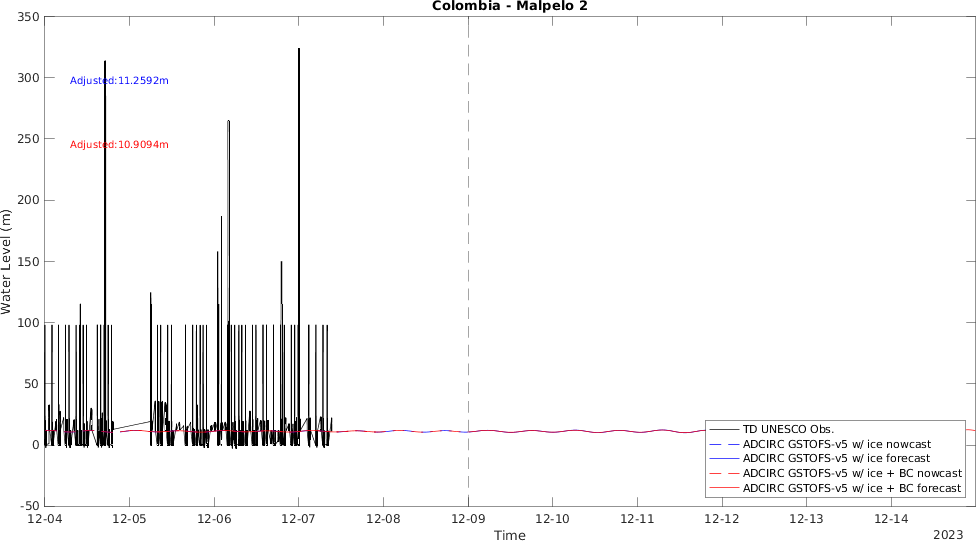 Colombia - Malpelo 2
350
300
250
200
150
100
50
0
-50
Water Level (m)
Adjusted:11.2592m
Adjusted:10.9094m
TD UNESCO Obs.
ADCIRC GSTOFS-v5 w/ ice nowcast
ADCIRC GSTOFS-v5 w/ ice forecast
ADCIRC GSTOFS-v5 w/ ice + BC nowcast
ADCIRC GSTOFS-v5 w/ ice + BC forecast
12-04 12-05 12-06 12-07 12-08 12-09 12-10 12-11 12-12 12-13 12-14
Time
2023